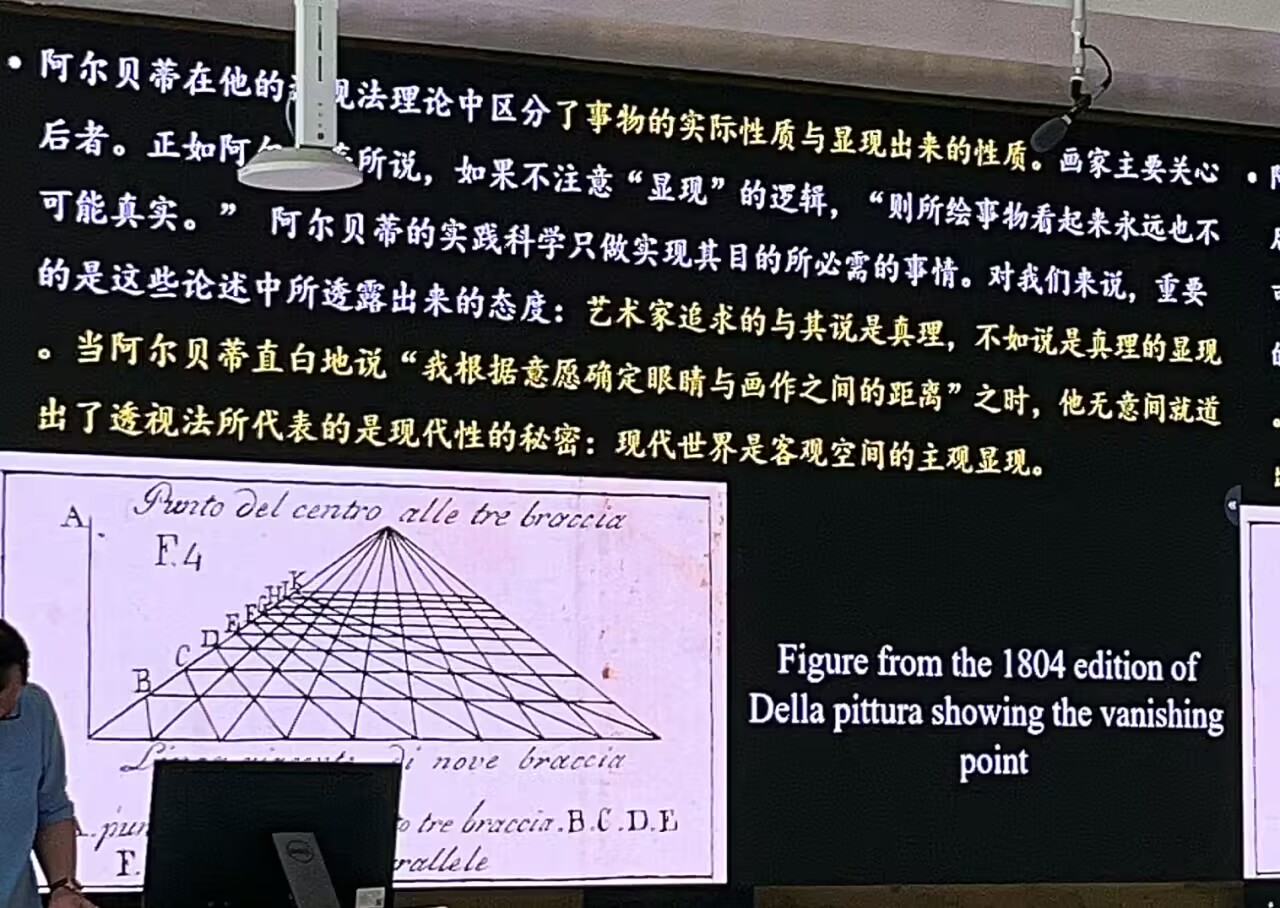 • 阿尔贝蒂在他的视法理论中区分了事物的实际性质与显现出来的性质。画家主要关心
后者。正如阿 所说，如果不注意“显现”的逻辑，“则所绘事物看起来永远也不
可能真实。” 阿尔贝蒂的实践科学只做实现其目的所必需的事情。对我们来说，重要
的是这些论述中所透露出来的态度：艺术家追求的与其说是真理，不如说是真理的显现
。当阿尔贝蒂直白地说“我根据意愿确定眼睛与画作之间的距离”之时，他无意间就道
出了透视法所代表的是现代性的秘密：现代世界是客观空间的主观显现。
Punto del centro alle tre braccia
A
F.4
K
I
H
G
F
E
D
C
B
di nove braccia
tre braccia.B.C.D.E
F.
Figure from the 1804 edition of
Della pittura showing the vanishing
point
DELL